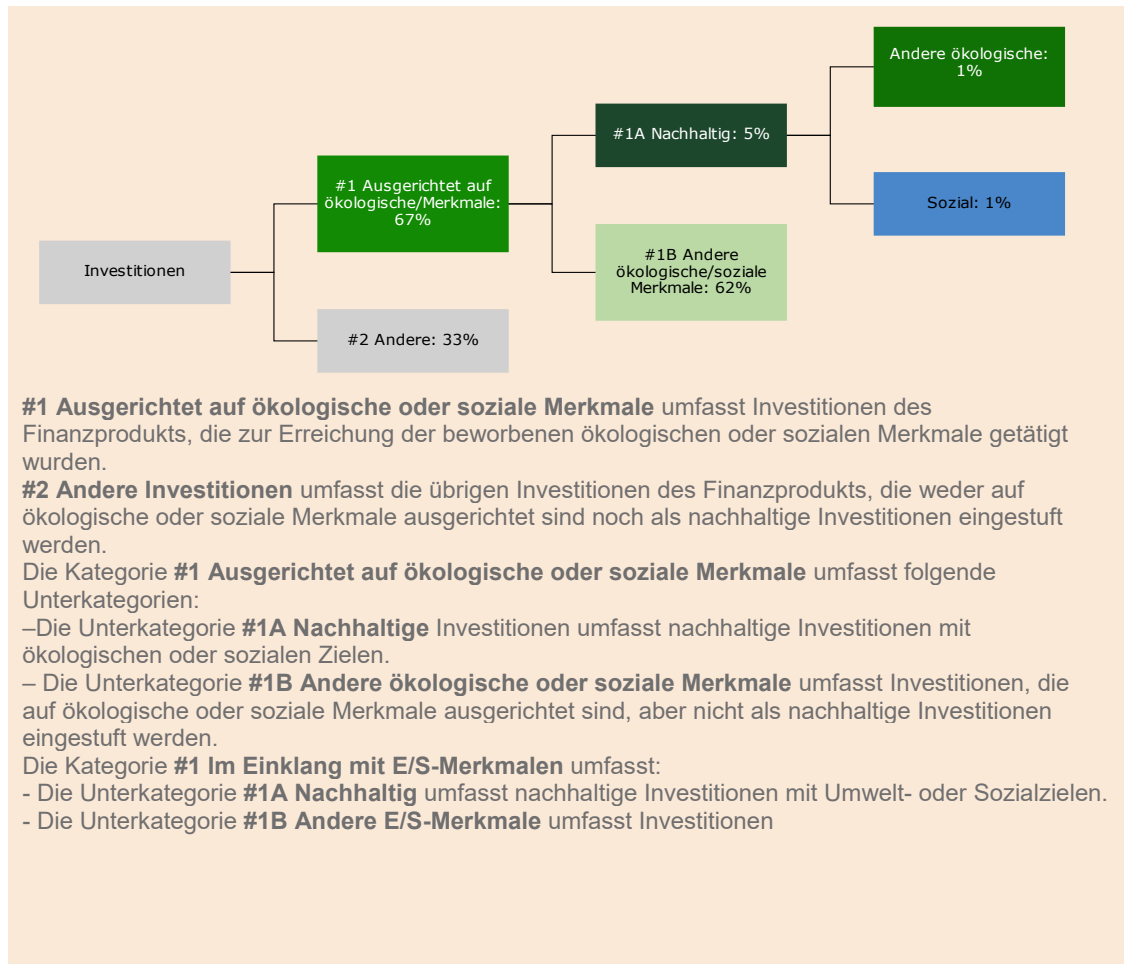 Andere ökologische:
1%
#1A Nachhaltig: 5%
#1 Ausgerichtet auf
ökologische/Merkmale:
67%
Sozial: 1%
#1B Andere
ökologische/soziale
Merkmale: 62%
Investitionen
#2 Andere: 33%
#1 Ausgerichtet auf ökologische oder soziale Merkmale umfasst Investitionen des
Finanzprodukts, die zur Erreichung der beworbenen ökologischen oder sozialen Merkmale getätigt
wurden.
#2 Andere Investitionen umfasst die übrigen Investitionen des Finanzprodukts, die weder auf
ökologische oder soziale Merkmale ausgerichtet sind noch als nachhaltige Investitionen eingestuft
werden.
Die Kategorie #1 Ausgerichtet auf ökologische oder soziale Merkmale umfasst folgende
Unterkategorien:
–Die Unterkategorie #1A Nachhaltige Investitionen umfasst nachhaltige Investitionen mit
ökologischen oder sozialen Zielen.
– Die Unterkategorie #1B Andere ökologische oder soziale Merkmale umfasst Investitionen, die
auf ökologische oder soziale Merkmale ausgerichtet sind, aber nicht als nachhaltige Investitionen
eingestuft werden.
Die Kategorie #1 Im Einklang mit E/S-Merkmalen umfasst:
- Die Unterkategorie #1A Nachhaltig umfasst nachhaltige Investitionen mit Umwelt- oder Sozialzielen.
- Die Unterkategorie #1B Andere E/S-Merkmale umfasst Investitionen